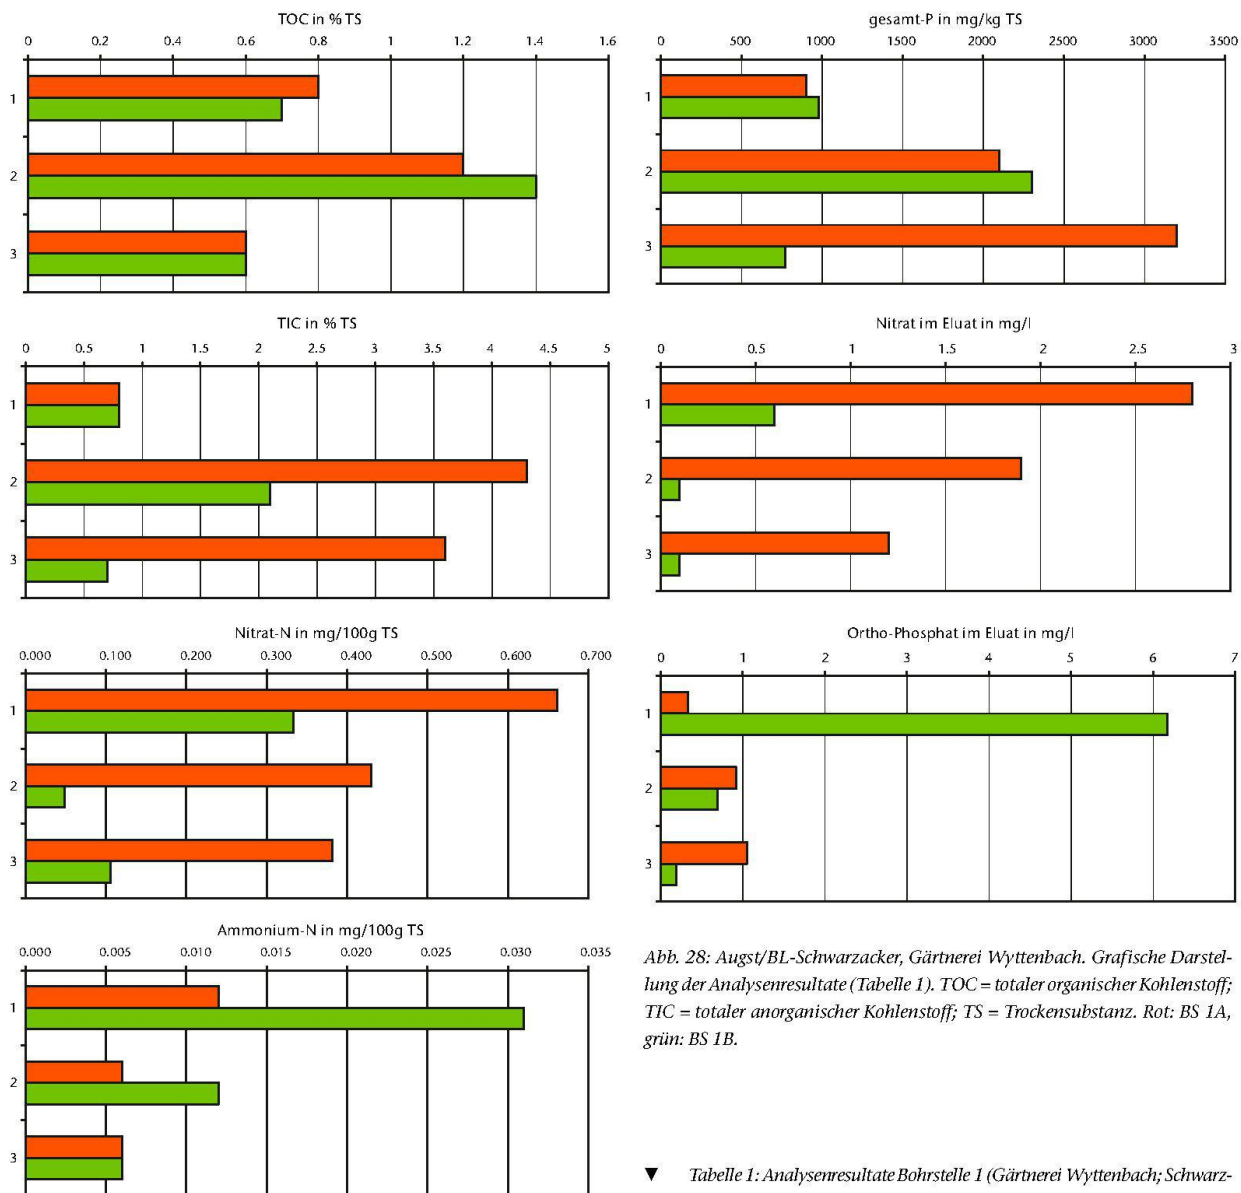 TOC in % TS
0 0.2 0.4 0.6 0.8 1 1.2 1.4 1.6
1
2
3
TIC in % TS
0 0.5 1 1.5 2 2.5 3 3.5 4 4.5 5
1
2
3
Nitrat-N in mg/100g TS
0.000 0.100 0.200 0.300 0.400 0.500 0.600 0.700
1
2
3
Ammonium-N in mg/100g TS
0.000 0.006 0.010 0.015 0.020 0.025 0.030 0.035
1
2
3
gesamt-P in mg/kg TS
0 500 1000 1500 2000 2500 3000 3500
1
2
3
Nitrat im Eluat in mg/l
0 0.5 1 1.5 2 2.5 3
1
2
3
Ortho-Phosphat im Eluat in mg/l
0 1 2 3 4 5 6 7
1
2
3
Abb. 28: Augst/BL-Schwarzacker, Gärtnerei Wyttenbach. Grafische Darstel-
lung der Analysenresultate (Tabelle 1). TOC = totaler organischer Kohlenstoff;
TIC = totaler anorganischer Kohlenstoff; TS = Trockensubstanz. Rot: BS 1A,
grün: BS 1B.
▼ Tabelle 1: Analysenresultate Bohrstelle 1 (Gärtnerei Wyttenbach; Schwarz-